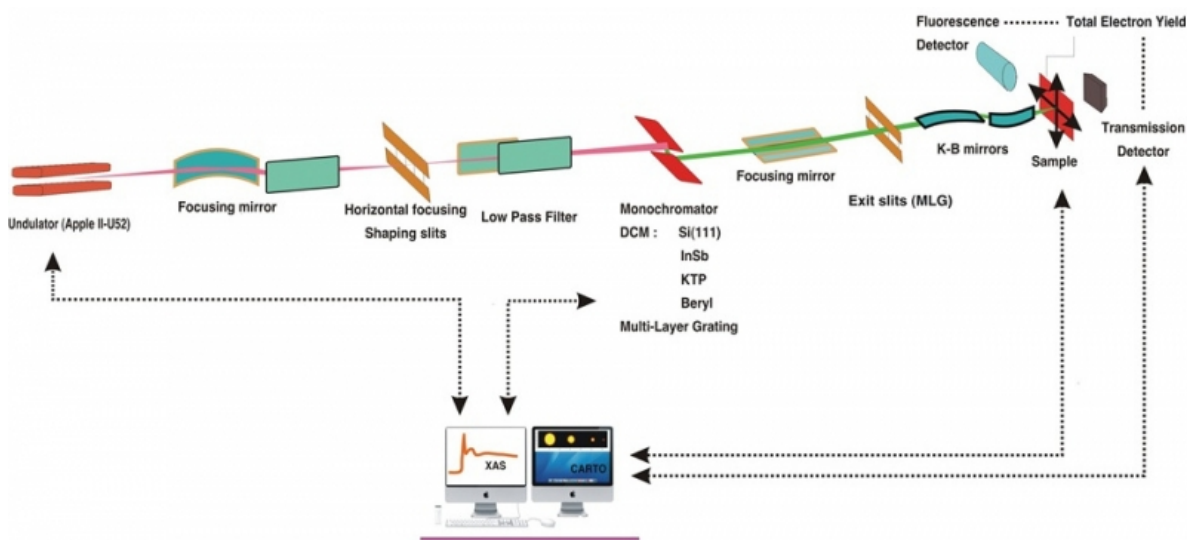 Fluorescence
Detector
Total Electron Yield
Transmission
Detector
K-B mirrors
Sample
Focusing mirror
Exit slits (MLG)
Undulator (Apple II-U52)
Focusing mirror
Horizontal focusing
Shaping slits
Low Pass Filter
Monochromator
DCM : Si(111)
InSb
KTP
Beryl
Multi-Layer Grating
XAS
CARTO